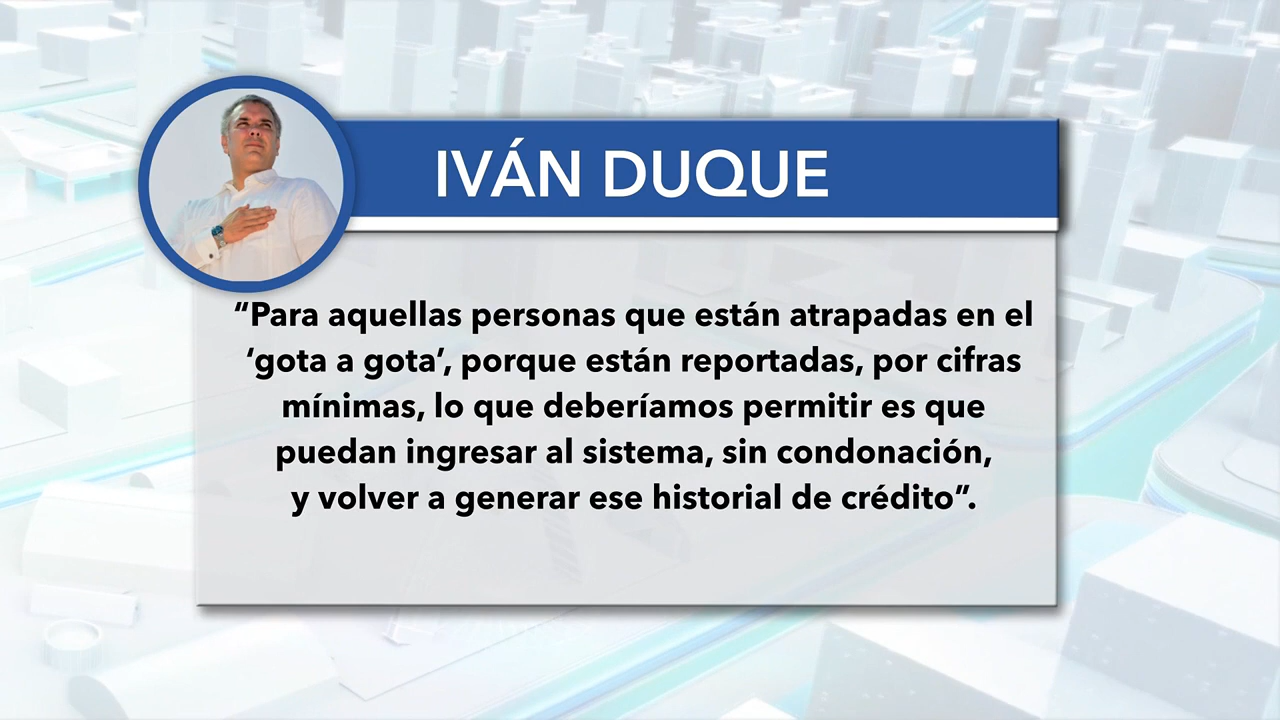 IVÁN DUQUE
“Para aquellas personas que están atrapadas en el
‘gota a gota’, porque están reportadas, por cifras
mínimas, lo que deberíamos permitir es que
puedan ingresar al sistema, sin condonación,
y volver a generar ese historial de crédito”.